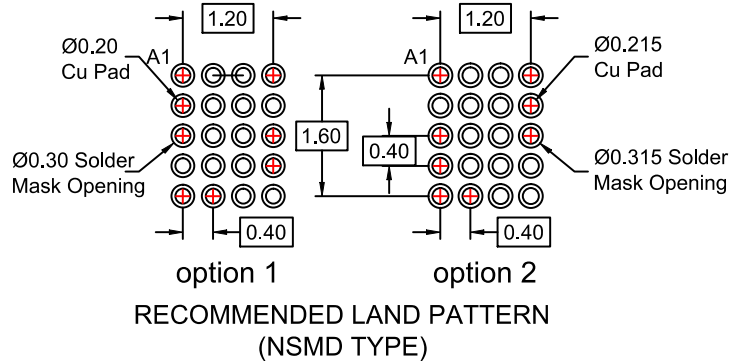 1.20
1.20
Ø0.20
Cu Pad
A1
A1
Ø0.215
Cu Pad
1.60
0.40
Ø0.30 Solder
Mask Opening
Ø0.315 Solder
Mask Opening
0.40
0.40
option 1
option 2
RECOMMENDED LAND PATTERN
(NSMD TYPE)